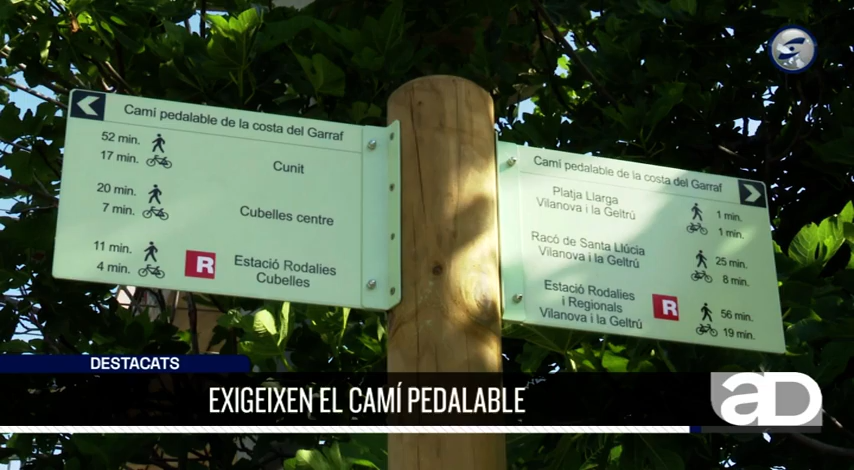 Camí pedalable de la costa del Garraf
52 min.
17 min.
Cunit
20 min.
7 min.
Cubelles centre
11 min.
4 min.
R
Estació Rodalies
Cubelles
Camí pedalable de la costa del Garraf
Platja Llarga
Vilanova i la Geltrú
1 min.
1 min.
Racó de Santa Llúcia
Vilanova i la Geltrú
25 min.
8 min.
Estació Rodalies
i Regionals
Vilanova i la Geltrú
R
56 min.
19 min.
DESTACATS
EXIGEIXEN EL CAMÍ PEDALABLE
aD